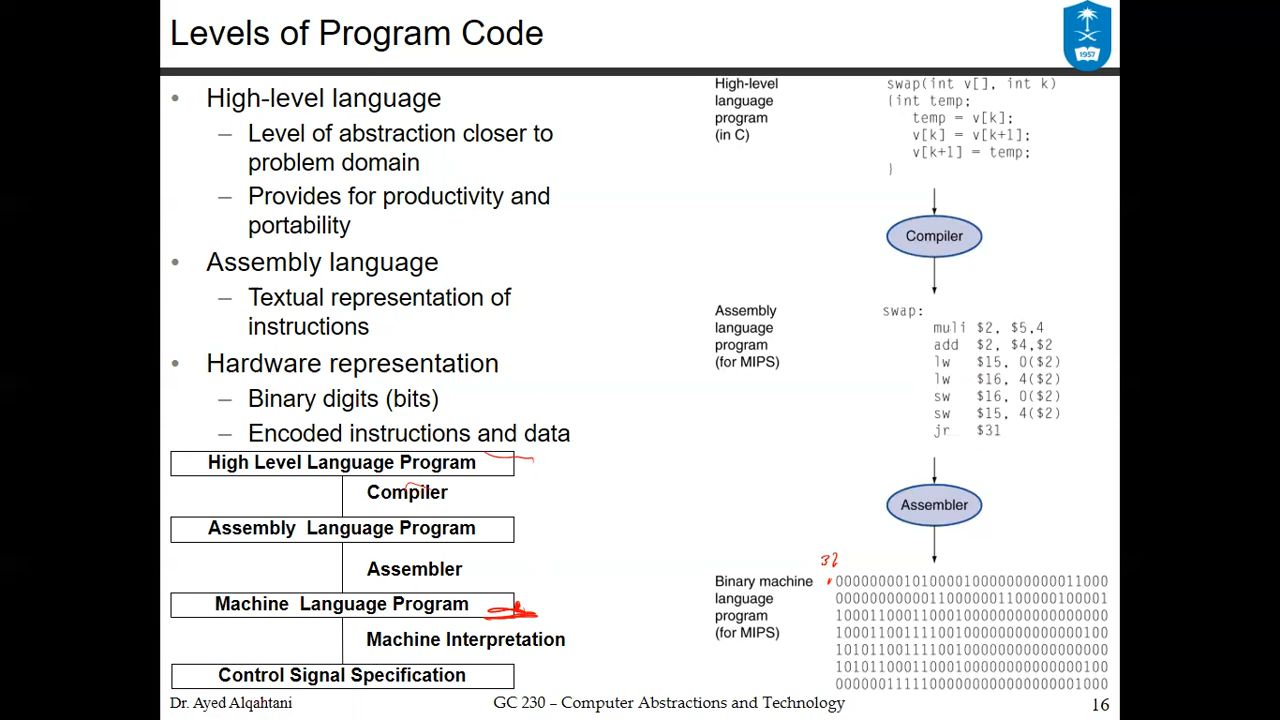 Levels of Program Code
1957
• High-level language
– Level of abstraction closer to
problem domain
– Provides for productivity and
portability
• Assembly language
– Textual representation of
instructions
• Hardware representation
– Binary digits (bits)
– Encoded instructions and data
High Level Language Program
Compiler
Assembly Language Program
Assembler
Machine Language Program
Machine Interpretation
Control Signal Specification
High-level
language
program
(in C)
swap(int v[], int k)
{int temp;
temp = v[k];
v[k] = v[k+1];
v[k+1] = temp;
}
Compiler
Assembly
language
program
(for MIPS)
swap:
muli $2, $5,4
add $2, $4,$2
lw $15, 0($2)
lw $16, 4($2)
sw $16, 0($2)
sw $15, 4($2)
jr $31
Assembler
32
Binary machine
language
program
(for MIPS)
00000000101000010000000000011000
00000000000110000001100000100001
10001100011000100000000000000000
10001100111100100000000000000100
10101100111100100000000000000000
10101100011000100000000000000100
00000011111000000000000000001000
Dr. Ayed Alqahtani
GC 230 – Computer Abstractions and Technology
16